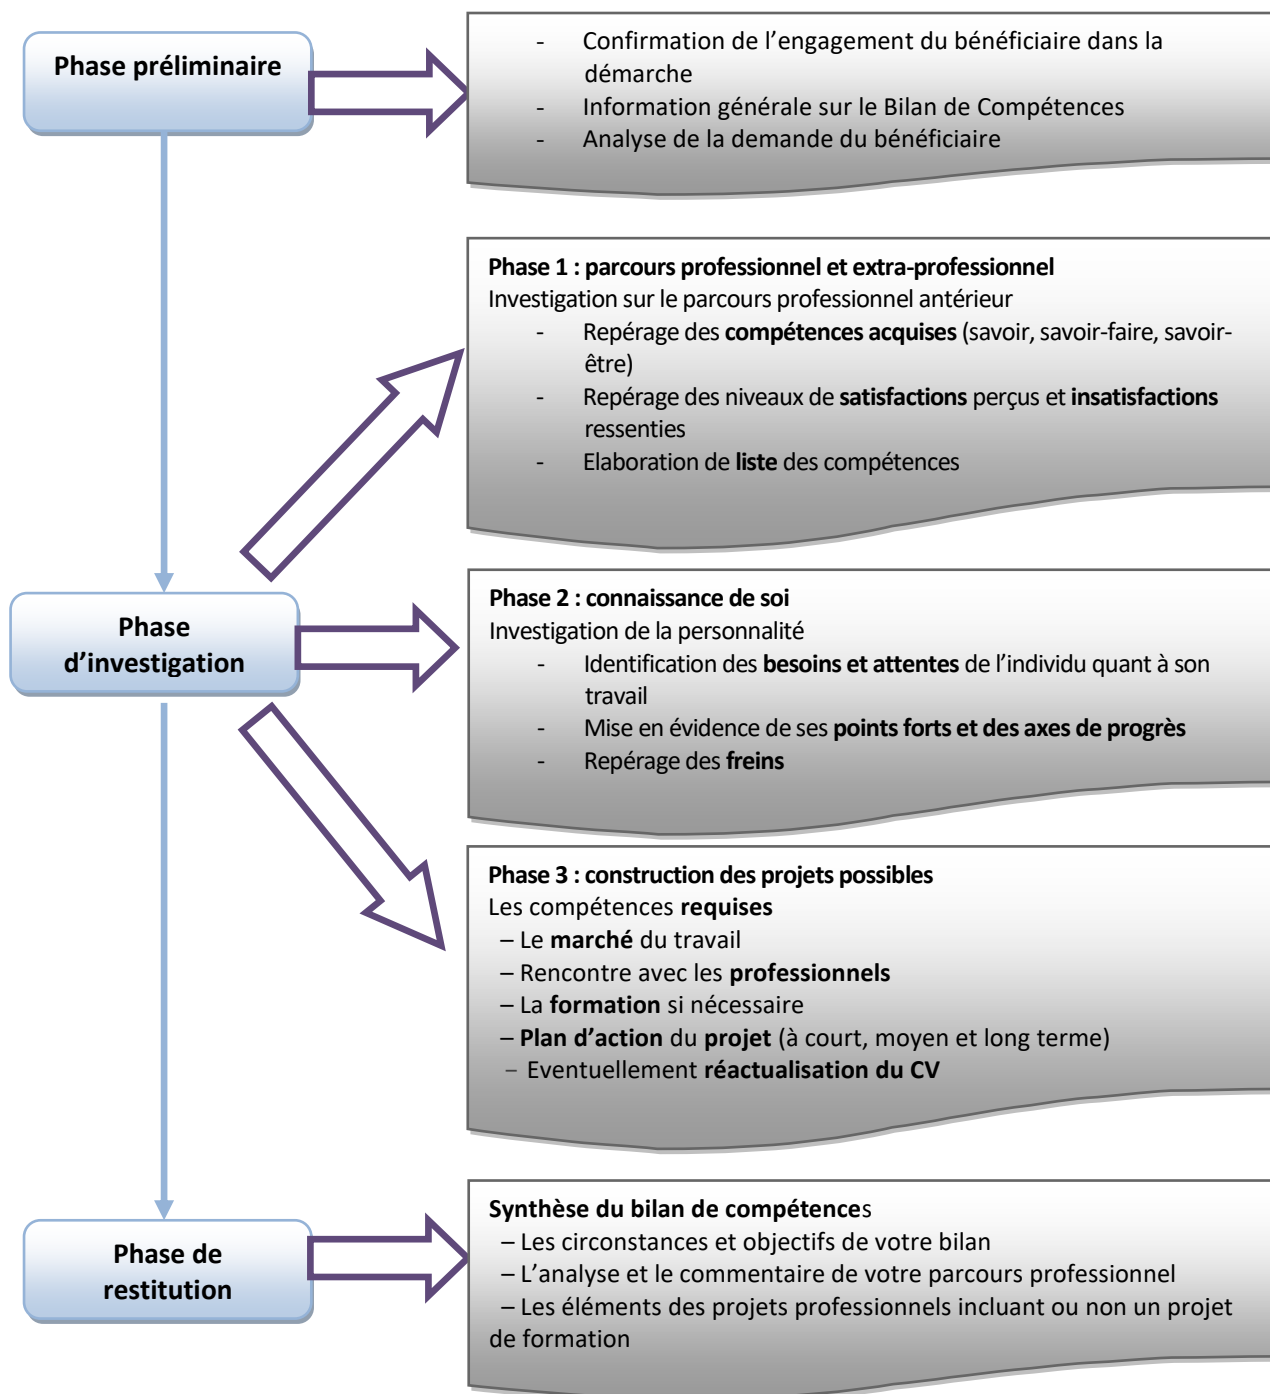 Phase préliminaire
- Confirmation de l’engagement du bénéficiaire dans la
démarche
- Information générale sur le Bilan de Compétences
- Analyse de la demande du bénéficiaire
Phase 1 : parcours professionnel et extra-professionnel
Investigation sur le parcours professionnel antérieur
- Repérage des compétences acquises (savoir, savoir-faire, savoir-
être)
- Repérage des niveaux de satisfactions perçus et insatisfactions
ressenties
- Elaboration de liste des compétences
Phase
d’investigation
Phase 2 : connaissance de soi
Investigation de la personnalité
- Identification des besoins et attentes de l’individu quant à son
travail
- Mise en évidence de ses points forts et des axes de progrès
- Repérage des freins
Phase 3 : construction des projets possibles
Les compétences requises
– Le marché du travail
– Rencontre avec les professionnels
– La formation si nécessaire
– Plan d’action du projet (à court, moyen et long terme)
– Eventuellement réactualisation du CV
Phase de
restitution
Synthèse du bilan de compétences
– Les circonstances et objectifs de votre bilan
– L’analyse et le commentaire de votre parcours professionnel
– Les éléments des projets professionnels incluant ou non un projet
de formation